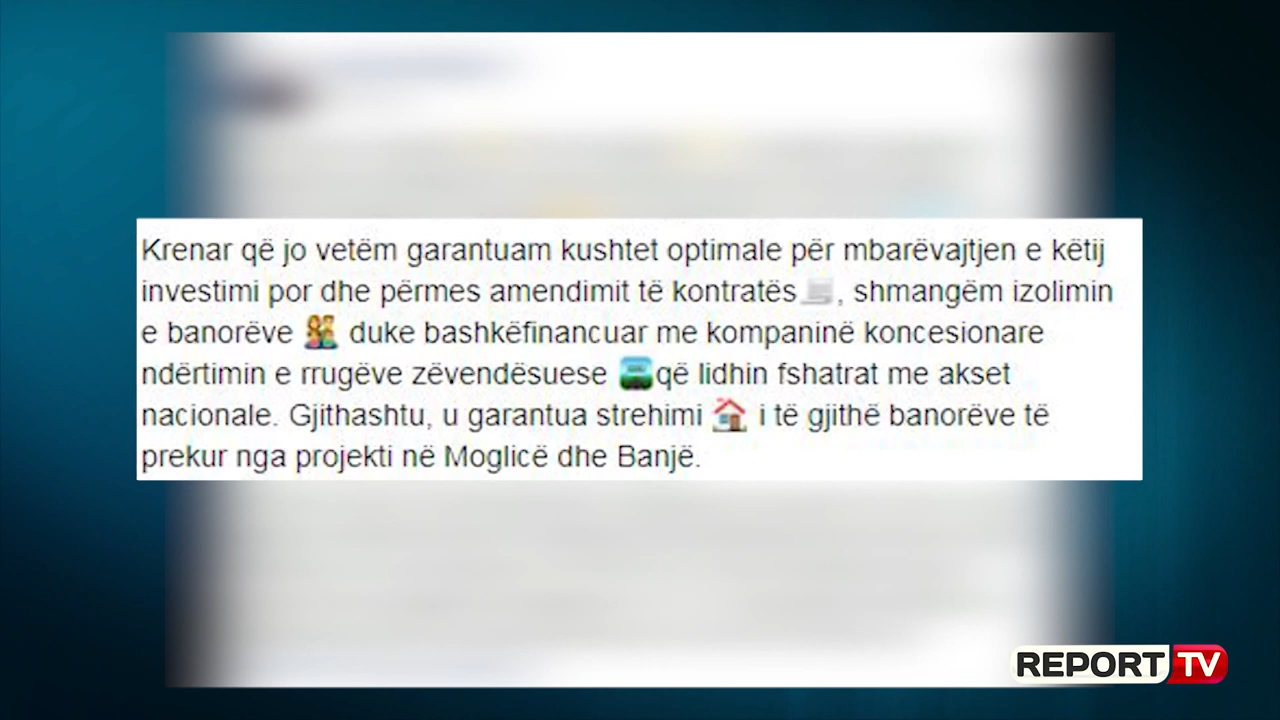 Krenar që jo vetëm garantuam kushtet optimale për mbarëvajtjen e këtij
investimi por dhe përmes amendimit të kontratës, shmangëm izolimin
e banorëve duke bashkëfinancuar me kompaninë koncesionare
ndërtimin e rrugëve zëvendësuese që lidhin fshatrat me akset
nacionale. Gjithashtu, u garantua strehimi i të gjithë banorëve të
prekur nga projekti në Moglicë dhe Banjë.
REPORT TV